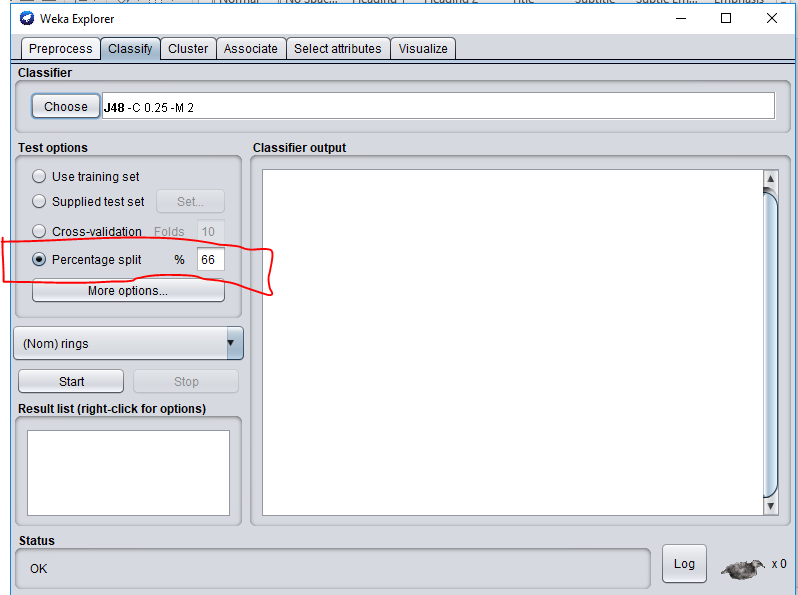 Weka Explorer
Preprocess Classify Cluster Associate Select attributes Visualize
Classifier
Choose J48 -C 0.25 -M 2
Test options
Use training set
Supplied test set Set...
Cross-validation Folds 10
Percentage split % 66
More options...
(Nom) rings
Start Stop
Result list (right-click for options)
Classifier output
Status
OK
Log x 0